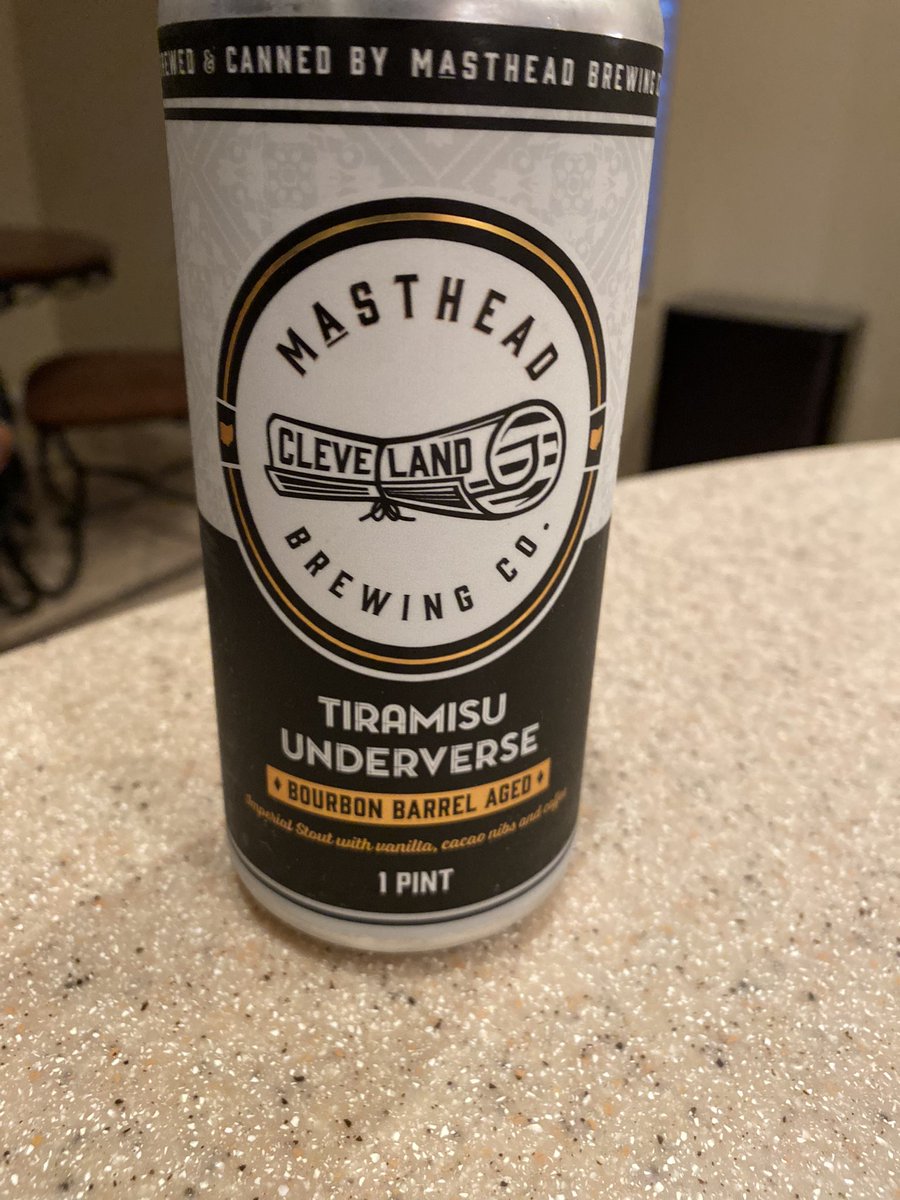 & CANNED BY MASTHEAD BREWING
MASTHEAD
CLEVELAND
BREWING CO.
TIRAMISU
UNDERVERSE
BOURBON BARREL AGED
Imperial Stout with vanilla, cacao nibs and coffee
1 PINT